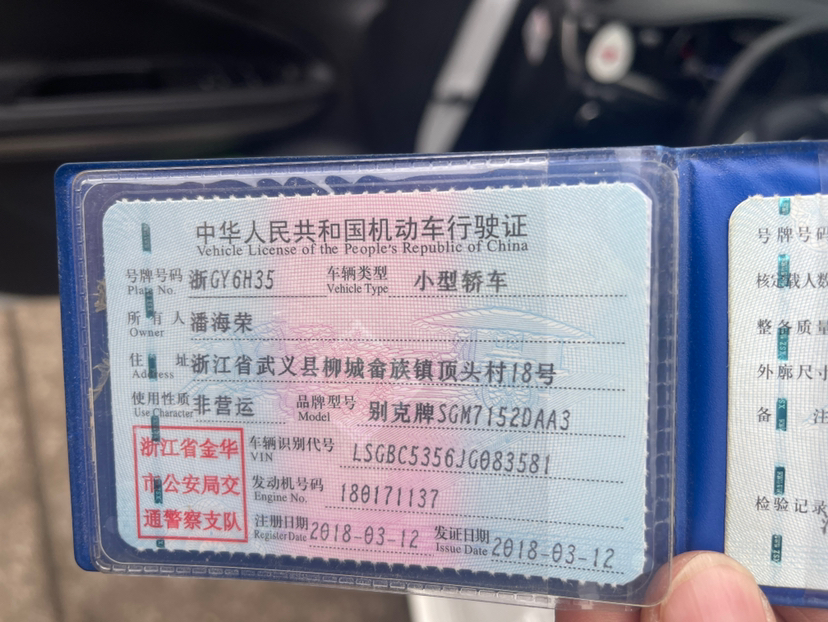 中华人民共和国机动车行驶证
Vehicle License of the People's Republic of China
号牌号码 浙GY6H35 车辆类型 小型轿车
Plate No. Vehicle Type
所有人 潘海荣
Owner
住址 浙江省武义县柳城畲族镇顶头村18号
Address
使用性质 非营运 品牌型号 别克牌SGM7152DAA3
Use Character Model
浙江省金华
市公安局交
通警察支队
车辆识别代号 LSGBC5356JG083581
VIN
发动机号码 180171137
Engine No.
注册日期 2018-03-12 发证日期 2018-03-12
Register Date Issue Date
号牌号码
核定载人数
整备质量
外廓尺寸
备注
检验记录